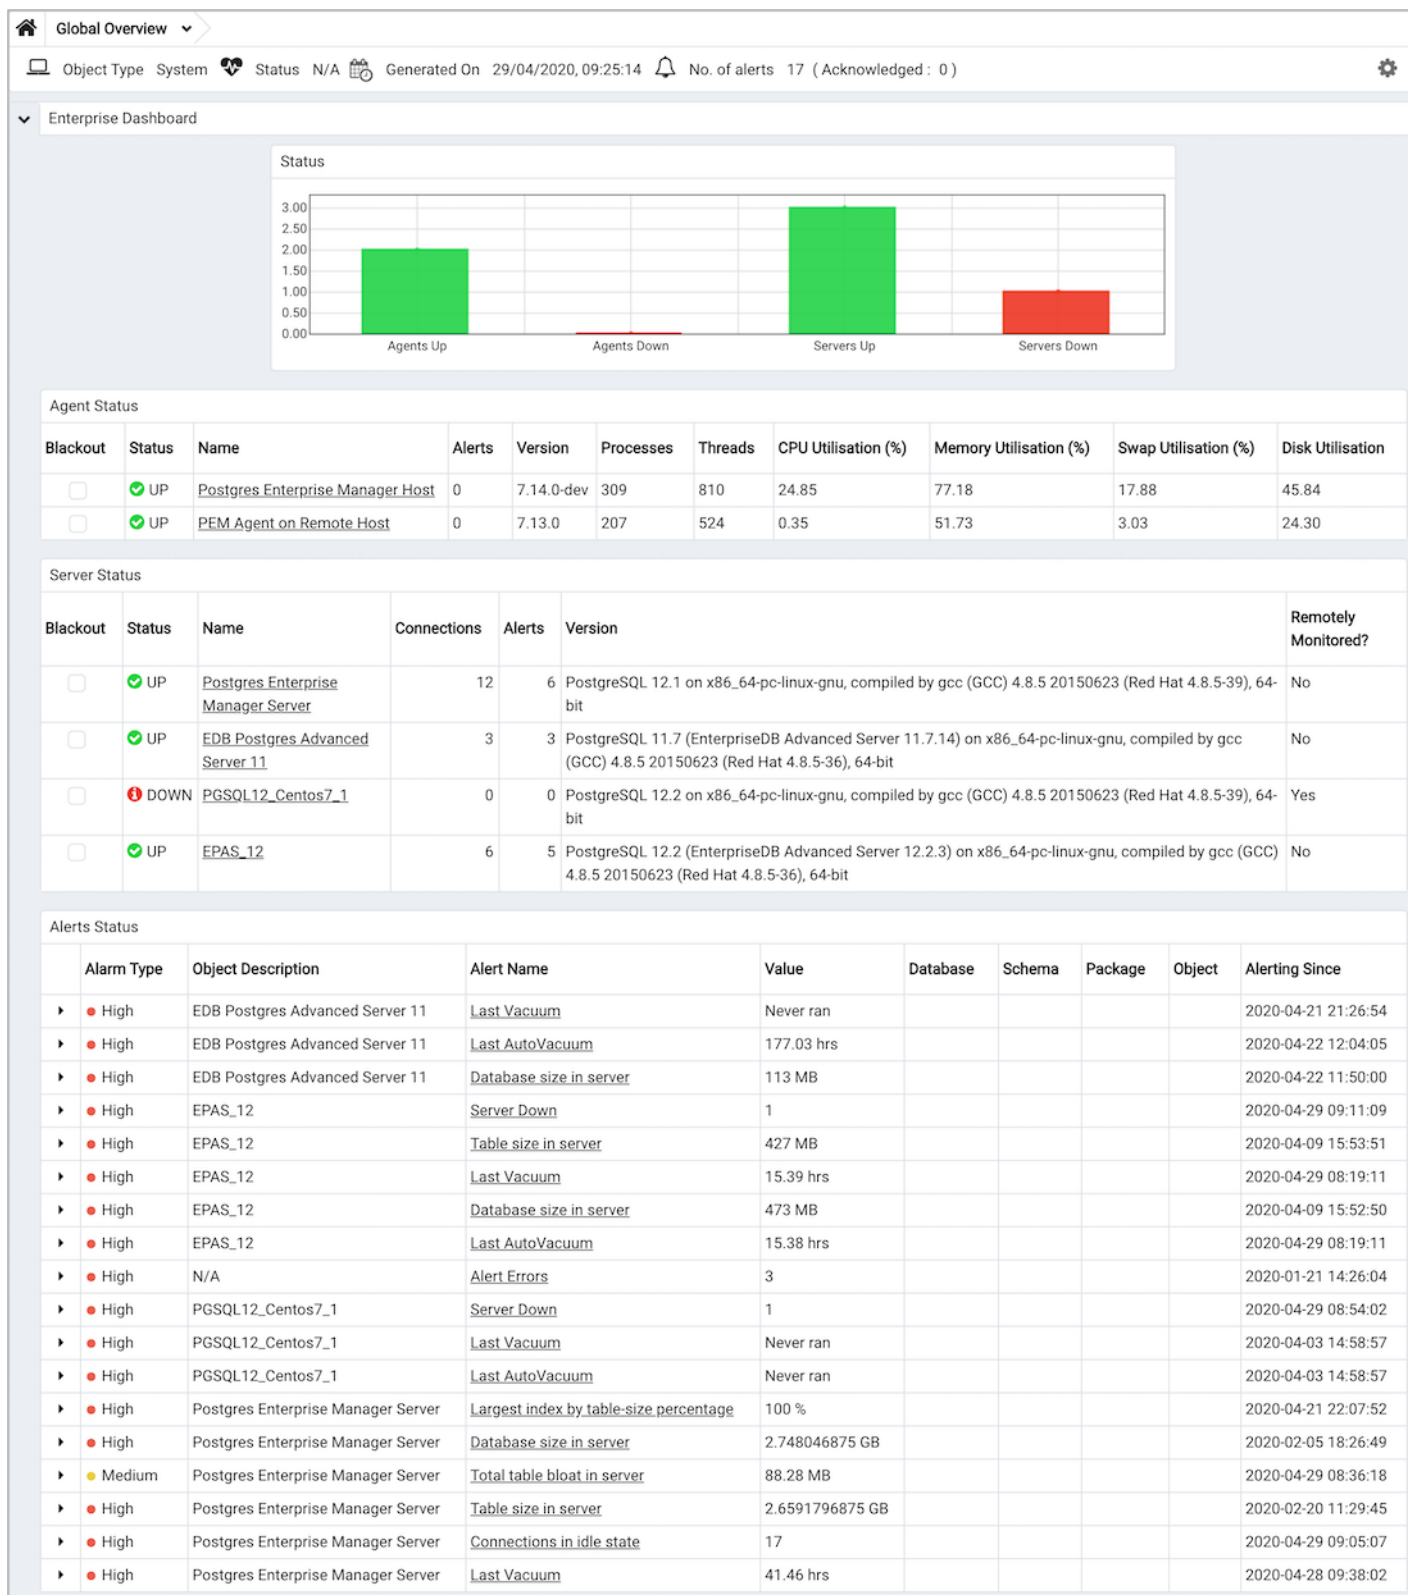 Global Overview
Object Type System Status N/A Generated On 29/04/2020, 09:25:14 No. of alerts 17 ( Acknowledged : 0 )
Enterprise Dashboard
Status
3.00
2.50
2.00
1.50
1.00
0.50
0.00
Agents Up Agents Down Servers Up Servers Down
Agent Status
Blackout Status Name Alerts Version Processes Threads CPU Utilisation (%) Memory Utilisation (%) Swap Utilisation (%) Disk Utilisation
UP Postgres Enterprise Manager Host 0 7.14.0-dev 309 810 24.85 77.18 17.88 45.84
UP PEM Agent on Remote Host 0 7.13.0 207 524 0.35 51.73 3.03 24.30
Server Status
Blackout Status Name Connections Alerts Version Remotely Monitored?
UP Postgres Enterprise 12 6 PostgreSQL 12.1 on x86_64-pc-linux-gnu, compiled by gcc (GCC) 4.8.5 20150623 (Red Hat 4.8.5-39), 64- No
Manager Server bit
UP EDB Postgres Advanced 3 3 PostgreSQL 11.7 (EnterpriseDB Advanced Server 11.7.14) on x86_64-pc-linux-gnu, compiled by gcc No
Server 11 (GCC) 4.8.5 20150623 (Red Hat 4.8.5-36), 64-bit
DOWN PGSQL12_Centos7_1 0 0 PostgreSQL 12.2 on x86_64-pc-linux-gnu, compiled by gcc (GCC) 4.8.5 20150623 (Red Hat 4.8.5-39), 64- Yes
bit
UP EPAS_12 6 5 PostgreSQL 12.2 (EnterpriseDB Advanced Server 12.2.3) on x86_64-pc-linux-gnu, compiled by gcc (GCC) No
4.8.5 20150623 (Red Hat 4.8.5-36), 64-bit
Alerts Status
Alarm Type Object Description Alert Name Value Database Schema Package Object Alerting Since
High EDB Postgres Advanced Server 11 Last Vacuum Never ran 2020-04-21 21:26:54
High EDB Postgres Advanced Server 11 Last AutoVacuum 177.03 hrs 2020-04-22 12:04:05
High EDB Postgres Advanced Server 11 Database size in server 113 MB 2020-04-22 11:50:00
High EPAS_12 Server Down 1 2020-04-29 09:11:09
High EPAS_12 Table size in server 427 MB 2020-04-09 15:53:51
High EPAS_12 Last Vacuum 15.39 hrs 2020-04-29 08:19:11
High EPAS_12 Database size in server 473 MB 2020-04-09 15:52:50
High EPAS_12 Last AutoVacuum 15.38 hrs 2020-04-29 08:19:11
High N/A Alert Errors 3 2020-01-21 14:26:04
High PGSQL12_Centos7_1 Server Down 1 2020-04-29 08:54:02
High PGSQL12_Centos7_1 Last Vacuum Never ran 2020-04-03 14:58:57
High PGSQL12_Centos7_1 Last AutoVacuum Never ran 2020-04-03 14:58:57
High Postgres Enterprise Manager Server Largest index by table-size percentage 100 % 2020-04-21 22:07:52
High Postgres Enterprise Manager Server Database size in server 2.748046875 GB 2020-02-05 18:26:49
Medium Postgres Enterprise Manager Server Total table bloat in server 88.28 MB 2020-04-29 08:36:18
High Postgres Enterprise Manager Server Table size in server 2.6591796875 GB 2020-02-20 11:29:45
High Postgres Enterprise Manager Server Connections in idle state 17 2020-04-29 09:05:07
High Postgres Enterprise Manager Server Last Vacuum 41.46 hrs 2020-04-28 09:38:02